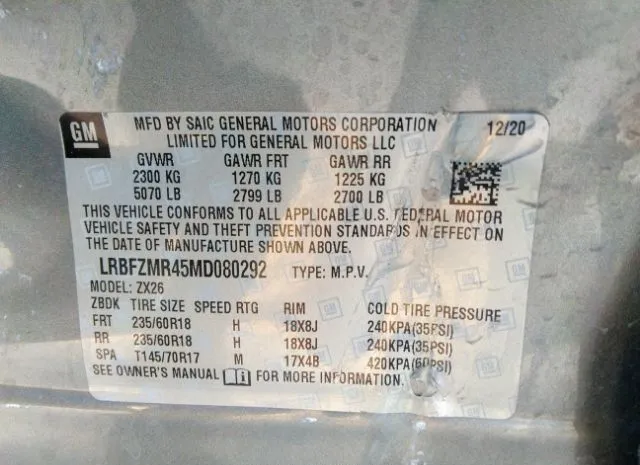 GM
MFD BY SAIC GENERAL MOTORS CORPORATION 12/20
LIMITED FOR GENERAL MOTORS LLC
GVWR GAWR FRT GAWR RR
2300 KG 1270 KG 1225 KG
5070 LB 2799 LB 2700 LB
THIS VEHICLE CONFORMS TO ALL APPLICABLE U.S. FEDERAL MOTOR
VEHICLE SAFETY AND THEFT PREVENTION STANDARDS IN EFFECT ON
THE DATE OF MANUFACTURE SHOWN ABOVE.
LRBFZMR45MD080292 TYPE: M.P.V.
MODEL: ZX26
ZBDK TIRE SIZE SPEED RTG RIM COLD TIRE PRESSURE
FRT 235/60R18 H 18X8J 240KPA(35PSI)
RR 235/60R18 H 18X8J 240KPA(35PSI)
SPA T145/70R17 M 17X4B 420KPA(60PSI)
SEE OWNER'S MANUAL FOR MORE INFORMATION.